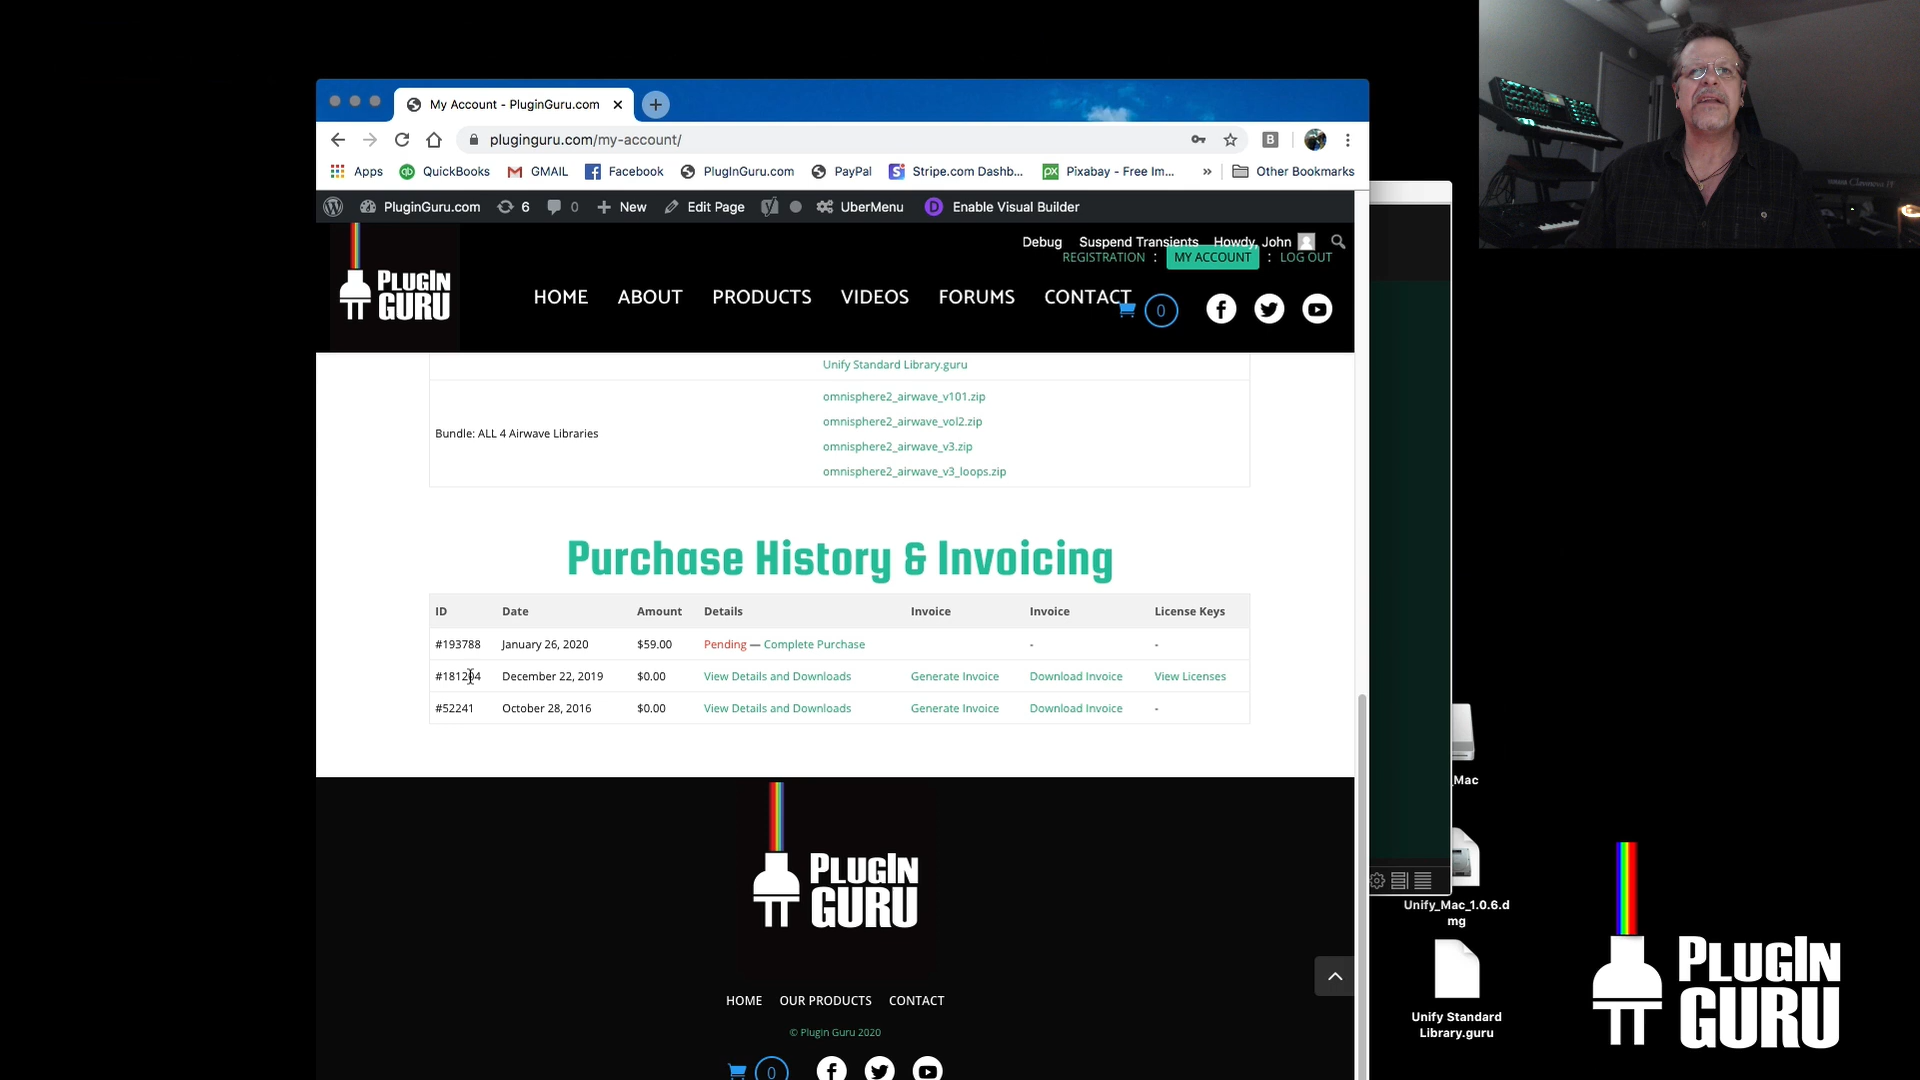 My Account - PluginGuru.com
pluginguru.com/my-account/
Apps QuickBooks GMAIL Facebook PlugInGuru.com PayPal Stripe.com Dashb... Pixabay - Free Im... » Other Bookmarks
PluginGuru.com 6 0 New Edit Page UberMenu Enable Visual Builder
Debug Suspend Transients Howdy, John
REGISTRATION : MY ACCOUNT : LOG OUT
PLUGIN GURU
HOME ABOUT PRODUCTS VIDEOS FORUMS CONTACT 0
Unify Standard Library.guru
omnisphere2_airwave_v101.zip
omnisphere2_airwave_vol2.zip
Bundle: ALL 4 Airwave Libraries
omnisphere2_airwave_v3.zip
omnisphere2_airwave_v3_loops.zip
Purchase History & Invoicing
ID Date Amount Details Invoice Invoice License Keys
#193788 January 26, 2020 $59.00 Pending — Complete Purchase - -
#181204 December 22, 2019 $0.00 View Details and Downloads Generate Invoice Download Invoice View Licenses
#52241 October 28, 2016 $0.00 View Details and Downloads Generate Invoice Download Invoice -
PLUGIN
GURU
HOME OUR PRODUCTS CONTACT
© Plugin Guru 2020
0
_Mac
Unify_Mac_1.0.6.d
mg
Unify Standard
Library.guru
PLUGIN
GURU